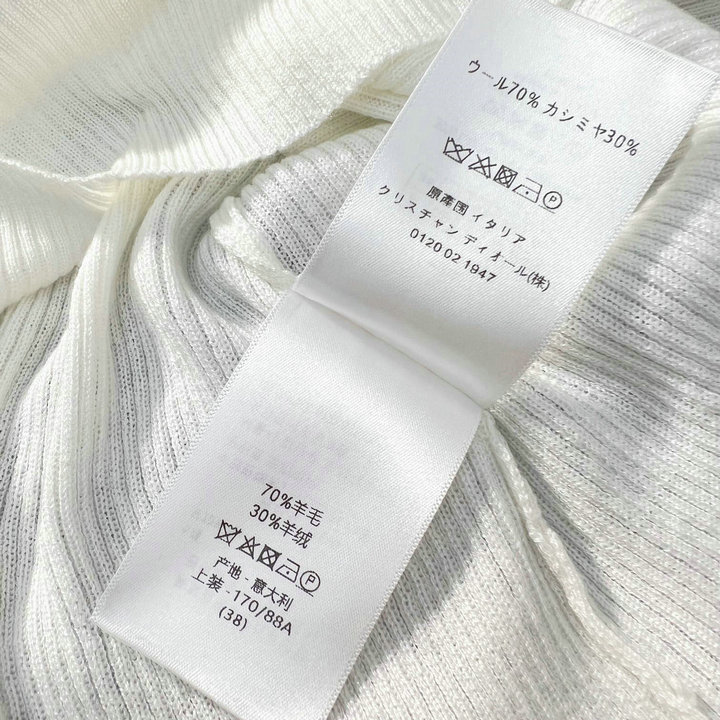 ウール70% カシミヤ30%
P
原産国 イタリア
クリスチャン ディオール(株)
0120 02 1947
70%羊毛
30%羊绒
P
产地 - 意大利
上装 - 170/88A
(38)